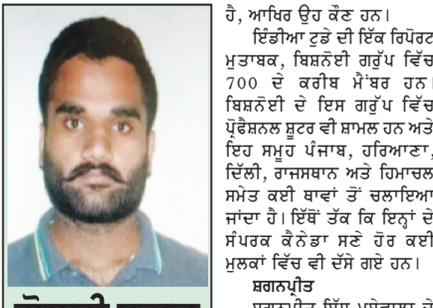 ਹੈ, ਆਖਿਰ ਉਹ ਕੌਣ ਹਨ।
ਇੰਡੀਆ ਟੁਡੇ ਦੀ ਇੱਕ ਰਿਪੋਰਟ
ਮੁਤਾਬਕ, ਬਿਸ਼ਨੋਈ ਗਰੁੱਪ ਵਿੱਚ
700 ਦੇ ਕਰੀਬ ਮੈਂਬਰ ਹਨ।
ਬਿਸ਼ਨੋਈ ਦੇ ਇਸ ਗਰੁੱਪ ਵਿੱਚ
ਪ੍ਰੋਫੈਸ਼ਨਲ ਸ਼ੂਟਰ ਵੀ ਸ਼ਾਮਲ ਹਨ ਅਤੇ
ਇਹ ਸਮੂਹ ਪੰਜਾਬ, ਹਰਿਆਣਾ,
ਦਿੱਲੀ, ਰਾਜਸਥਾਨ ਅਤੇ ਹਿਮਾਚਲ
ਸਮੇਤ ਕਈ ਥਾਵਾਂ ਤੋਂ ਚਲਾਇਆ
ਜਾਂਦਾ ਹੈ। ਇੱਥੋਂ ਤੱਕ ਕਿ ਇਨ੍ਹਾਂ ਦੇ
ਸੰਪਰਕ ਕੈਨੇਡਾ ਸਣੇ ਹੋਰ ਕਈ
ਮੁਲਕਾਂ ਵਿੱਚ ਵੀ ਦੱਸੇ ਗਏ ਹਨ।
ਸ਼ਗਨਪ੍ਰੀਤ